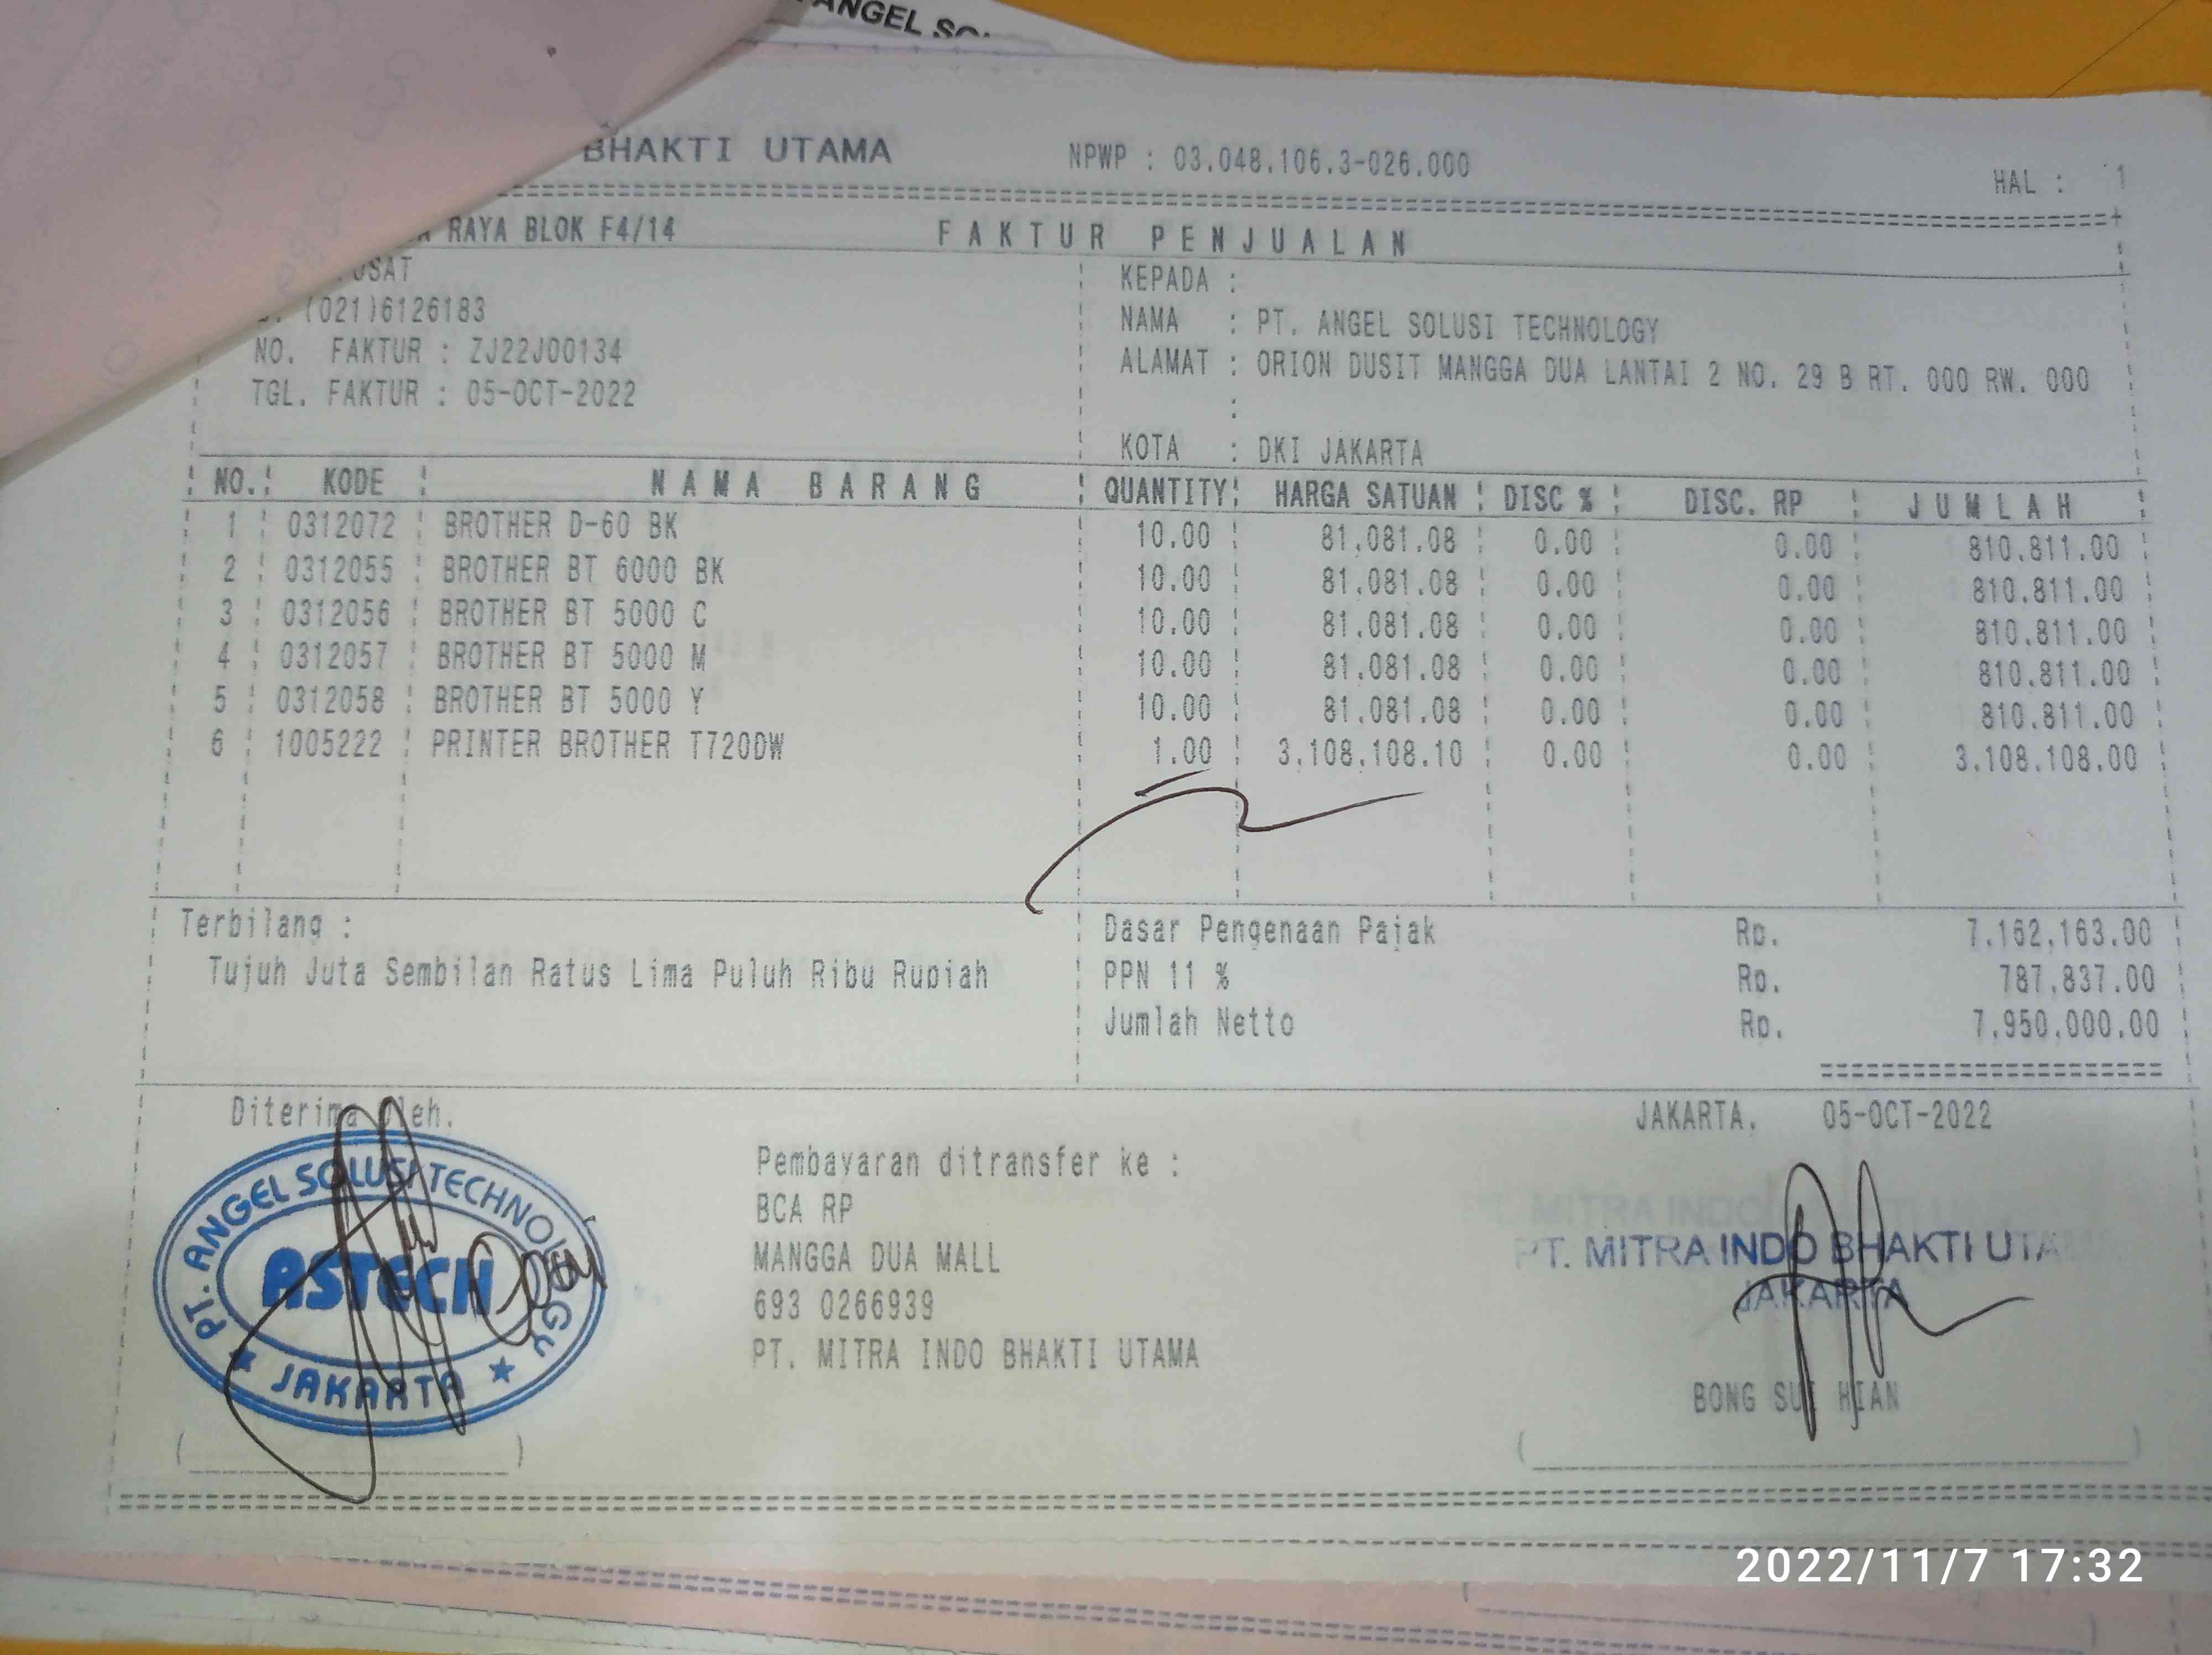 ANGEL
BHAKTI UTAMA NPWP : 03.048.106.3-026.000 HAL : 1
RAYA BLOK F4/14 FAKTUR PENJUALAN
(021)6126183
NO. FAKTUR : ZJ22J00134
TGL. FAKTUR : 05-OCT-2022
KEPADA :
NAMA : PT. ANGEL SOLUSI TECHNOLOGY
ALAMAT : ORION DUSIT MANGGA DUA LANTAI 2 NO. 29 B RT. 000 RW. 000
:
KOTA : DKI JAKARTA
NO. KODE NAMA BARANG QUANTITY HARGA SATUAN DISC % DISC. RP JUMLAH
1 0312072 BROTHER D-60 BK 10.00 81.081.08 0.00 0.00 810.811.00
2 0312055 BROTHER BT 6000 BK 10.00 81.081.08 0.00 0.00 810.811.00
3 0312056 BROTHER BT 5000 C 10.00 81.081.08 0.00 0.00 810.811.00
4 0312057 BROTHER BT 5000 M 10.00 81.081.08 0.00 0.00 810.811.00
5 0312058 BROTHER BT 5000 Y 10.00 81.081.08 0.00 0.00 810.811.00
6 1005222 PRINTER BROTHER T720DW 1.00 3.108.108.10 0.00 0.00 3.108.108.00
Terbilang :
Tujuh Juta Sembilan Ratus Lima Puluh Ribu Rupiah
Dasar Pengenaan Pajak Rp. 7.162.163.00
PPN 11 % Rp. 787.837.00
Jumlah Netto Rp. 7.950.000.00
Diterima Oleh.
PT. ANGEL SOLUSI TECHNOLOGY
ASTECH
JAKARTA
Pembayaran ditransfer ke :
BCA RP
MANGGA DUA MALL
693 0266939
PT. MITRA INDO BHAKTI UTAMA
JAKARTA. 05-OCT-2022
PT. MITRA INDO BHAKTI UTAMA
JAKARTA
BONG SUI HIAN
2022/11/7 17:32